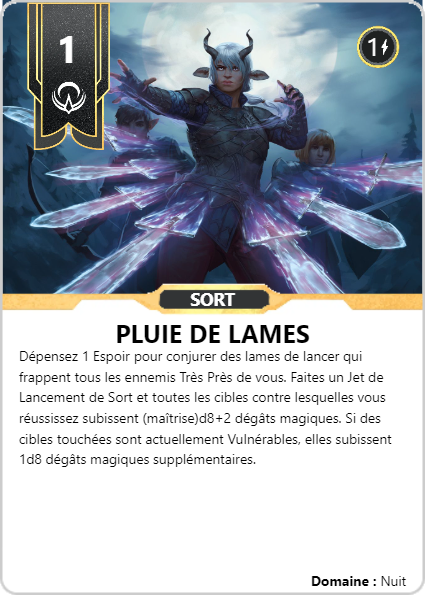 1
1
SORT
PLUIE DE LAMES
Dépensez 1 Espoir pour conjurer des lames de lancer qui
frappent tous les ennemis Très Près de vous. Faites un Jet de
Lancement de Sort et toutes les cibles contre lesquelles vous
réussissez subissent (maîtrise)d8+2 dégâts magiques. Si des
cibles touchées sont actuellement Vulnérables, elles subissent
1d8 dégâts magiques supplémentaires.
Domaine : Nuit